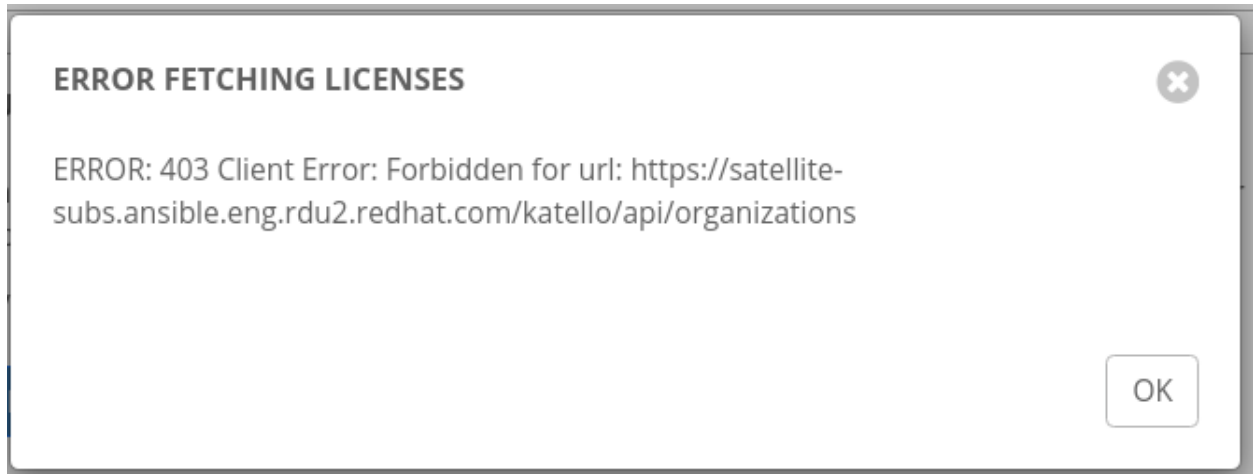 ERROR FETCHING LICENSES
ERROR: 403 Client Error: Forbidden for url: https://satellite-
subs.ansible.eng.rdu2.redhat.com/katello/api/organizations
OK